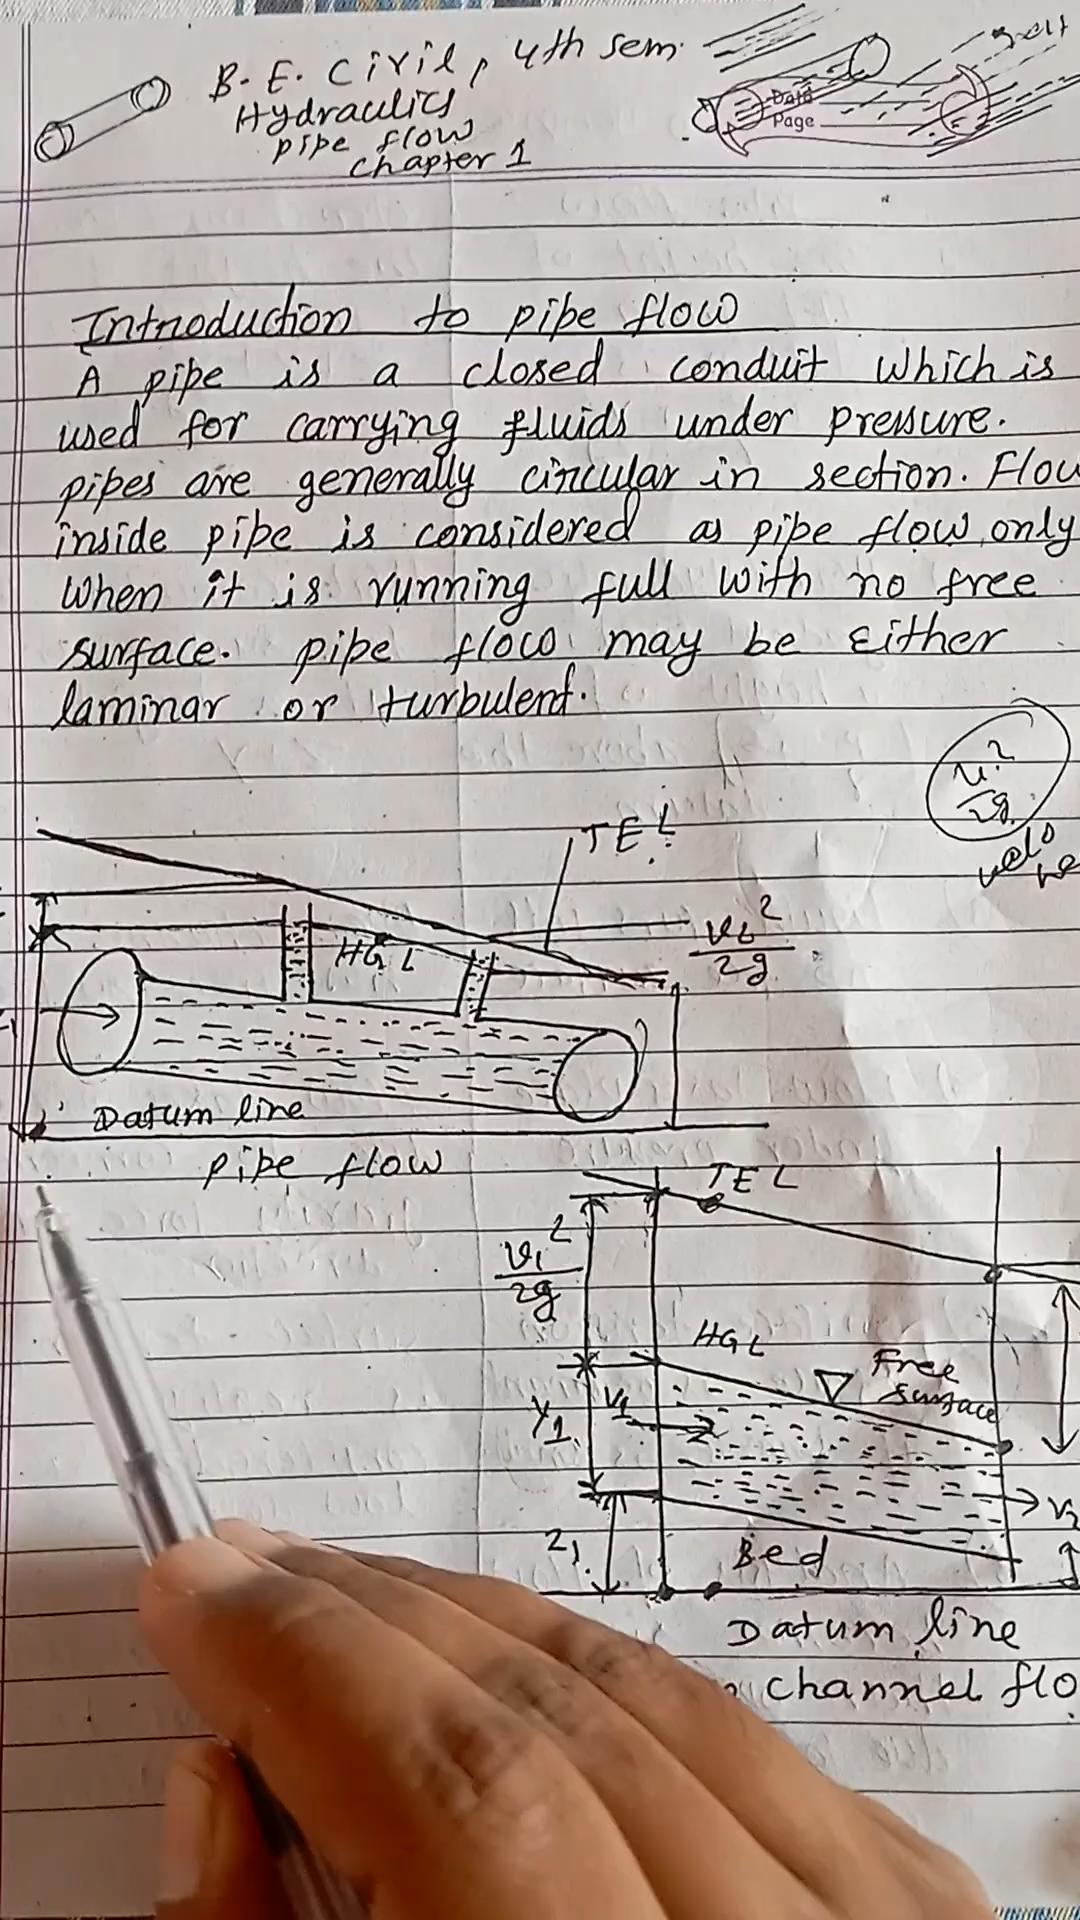 B.E. Civil, 4th sem.
Hydraulics
pipe flow
chapter 1
Date
Page
Introduction to pipe flow
A pipe is a closed conduit which is
used for carrying fluids under pressure.
pipes are generally circular in section. Flow
inside pipe is considered as pipe flow only
when it is running full with no free
surface. pipe flow may be either
laminar or turbulent.
TEL
HGL
Datum line
pipe flow
TEL
V1²
2g
HGL
Free
surface
Y1
V1
V2
Z1
Bed
Datum line
channel flo